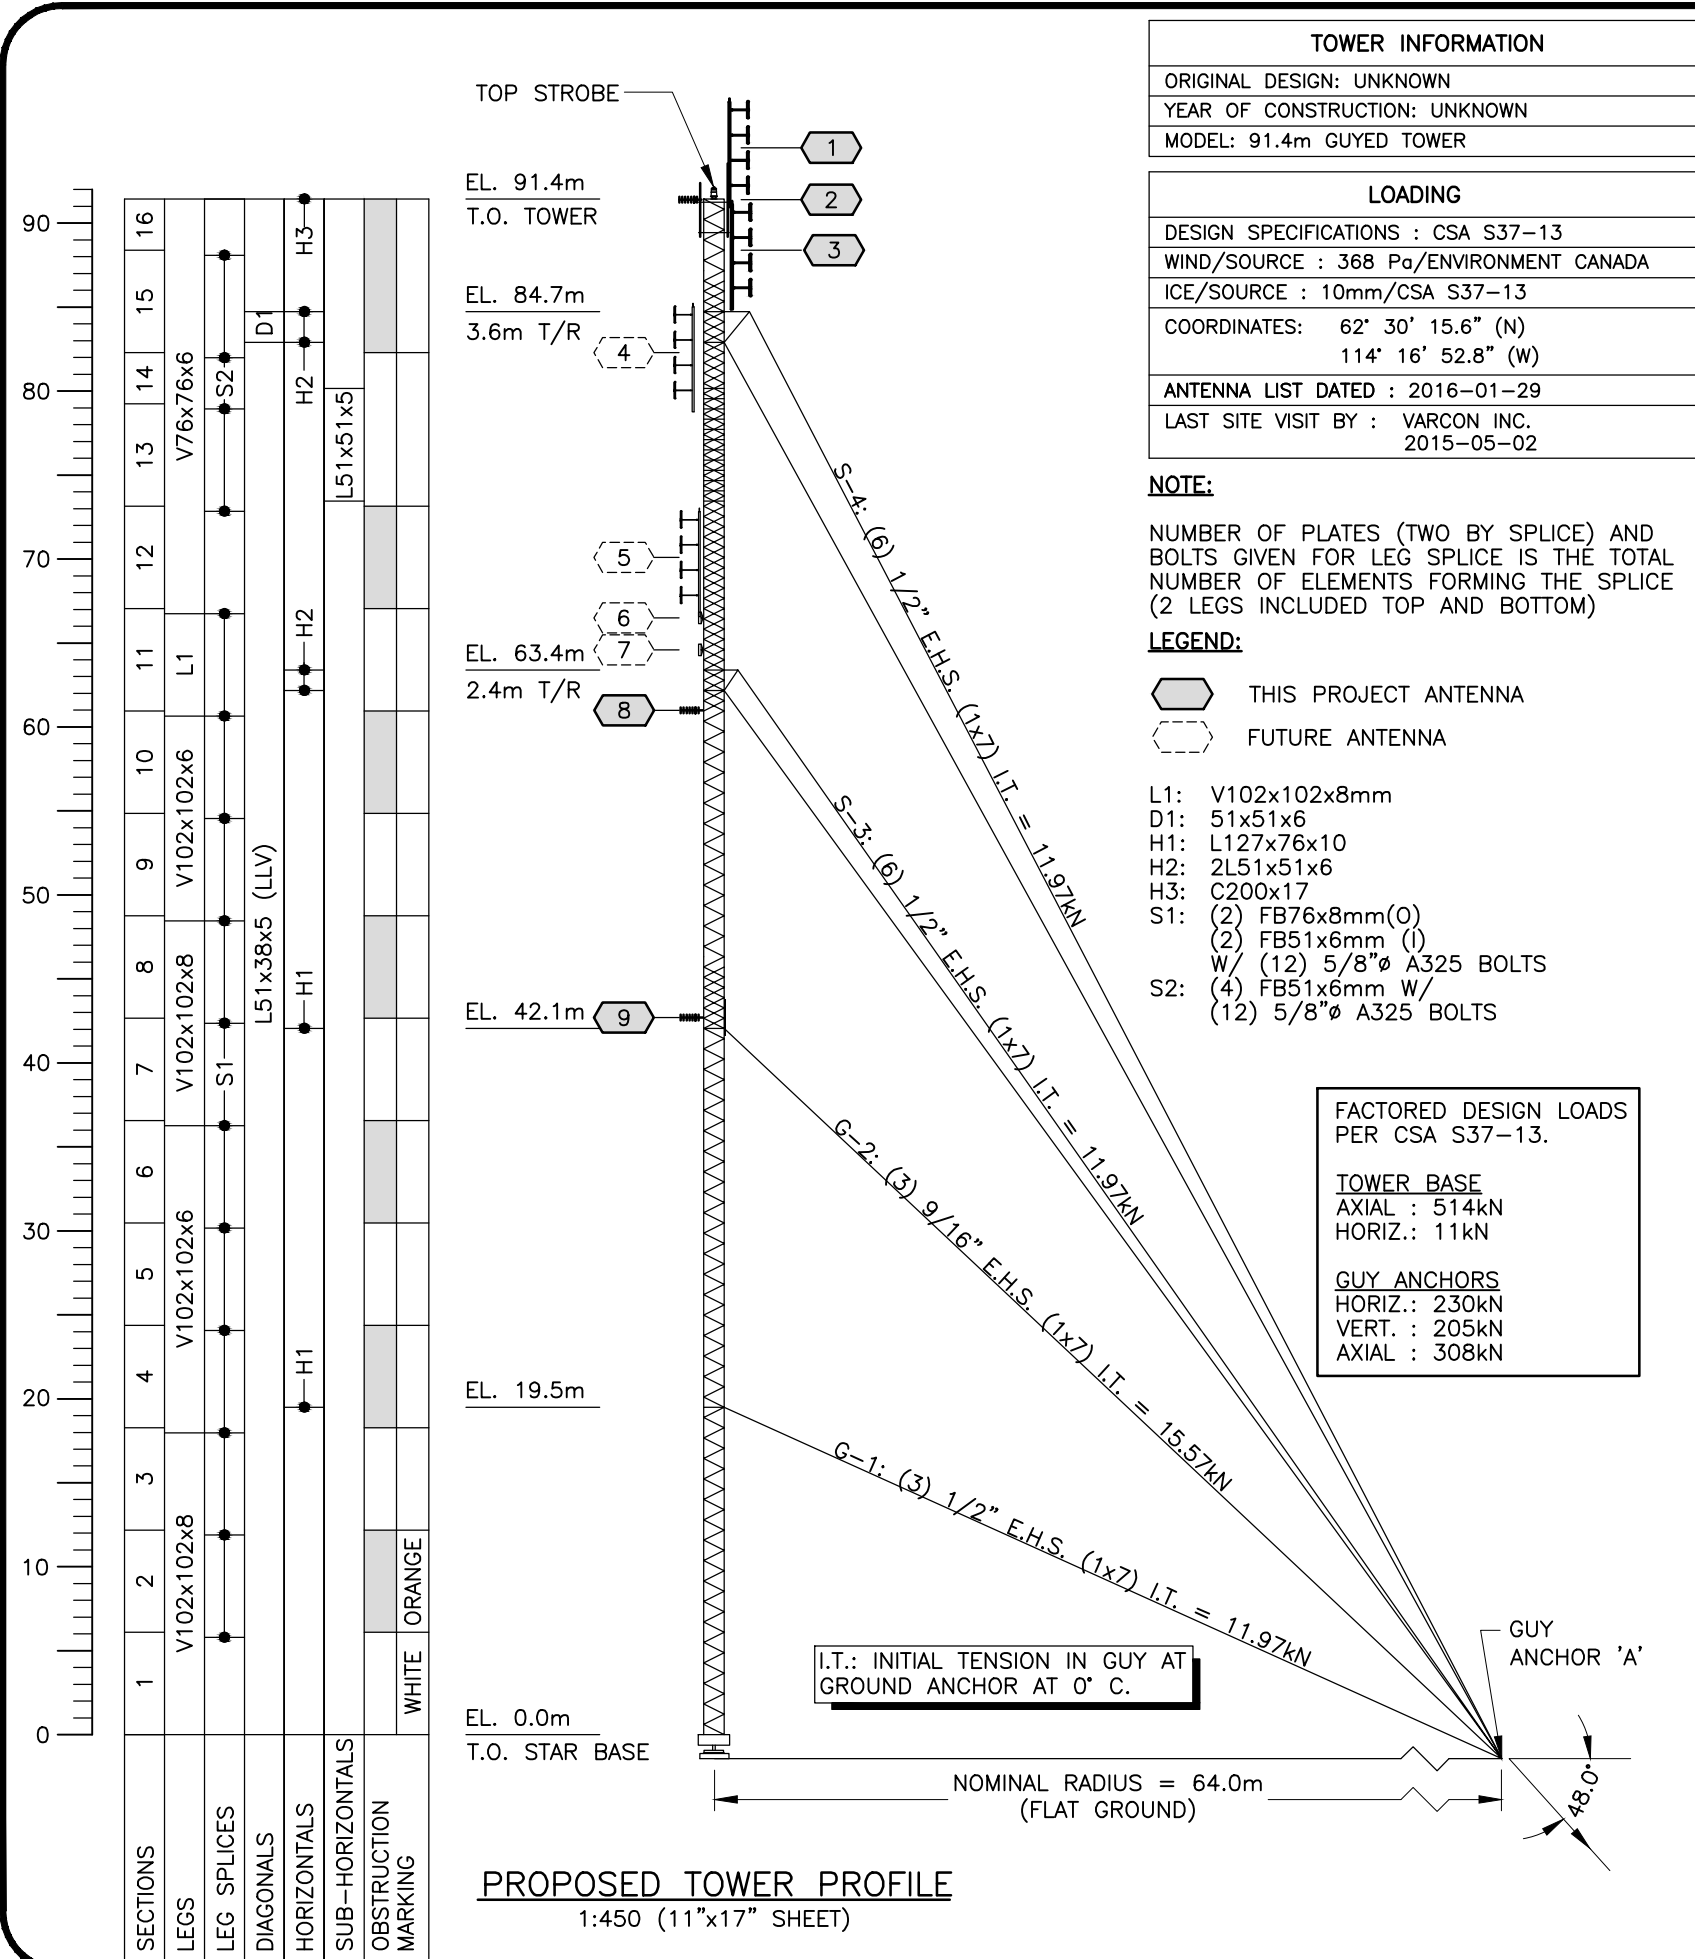 TOWER INFORMATION
ORIGINAL DESIGN: UNKNOWN
YEAR OF CONSTRUCTION: UNKNOWN
MODEL: 91.4m GUYED TOWER
LOADING
DESIGN SPECIFICATIONS : CSA S37-13
WIND/SOURCE : 368 Pa/ENVIRONMENT CANADA
ICE/SOURCE : 10mm/CSA S37-13
COORDINATES: 62° 30' 15.6" (N)
114° 16' 52.8" (W)
ANTENNA LIST DATED : 2016-01-29
LAST SITE VISIT BY : VARCON INC.
2015-05-02
NOTE:
NUMBER OF PLATES (TWO BY SPLICE) AND
BOLTS GIVEN FOR LEG SPLICE IS THE TOTAL
NUMBER OF ELEMENTS FORMING THE SPLICE
(2 LEGS INCLUDED TOP AND BOTTOM)
LEGEND:
THIS PROJECT ANTENNA
FUTURE ANTENNA
L1: V102x102x8mm
D1: 51x51x6
H1: L127x76x10
H2: 2L51x51x6
H3: C200x17
S1: (2) FB76x8mm(O)
(2) FB51x6mm (I)
W/ (12) 5/8"ø A325 BOLTS
S2: (4) FB51x6mm W/
(12) 5/8"ø A325 BOLTS
FACTORED DESIGN LOADS
PER CSA S37-13.
TOWER BASE
AXIAL : 514kN
HORIZ.: 11kN
GUY ANCHORS
HORIZ.: 230kN
VERT. : 205kN
AXIAL : 308kN
TOP STROBE
1
2
3
4
5
6
7
8
9
EL. 91.4m
T.O. TOWER
EL. 84.7m
3.6m T/R
EL. 63.4m
2.4m T/R
EL. 42.1m
EL. 19.5m
EL. 0.0m
T.O. STAR BASE
S-4: (6) 1/2" E.H.S. (1x7) I.T. = 11.97kN
S-3: (6) 1/2" E.H.S. (1x7) I.T. = 11.97kN
G-2: (3) 9/16" E.H.S. (1x7) I.T. = 15.57kN
G-1: (3) 1/2" E.H.S. (1x7) I.T. = 11.97kN
I.T.: INITIAL TENSION IN GUY AT
GROUND ANCHOR AT 0° C.
GUY
ANCHOR 'A'
48.0°
NOMINAL RADIUS = 64.0m
(FLAT GROUND)
90
80
70
60
50
40
30
20
10
0
16
15
14
13
12
11
10
9
8
7
6
5
4
3
2
1
SECTIONS
V76x76x6
L1
V102x102x6
V102x102x8
V102x102x6
V102x102x8
LEGS
S2
S1
LEG SPLICES
D1
L51x38x5 (LLV)
DIAGONALS
H3
H2
H2
H1
H1
HORIZONTALS
L51x51x5
SUB-HORIZONTALS
ORANGE
WHITE
OBSTRUCTION
MARKING
PROPOSED TOWER PROFILE
1:450 (11"x17" SHEET)